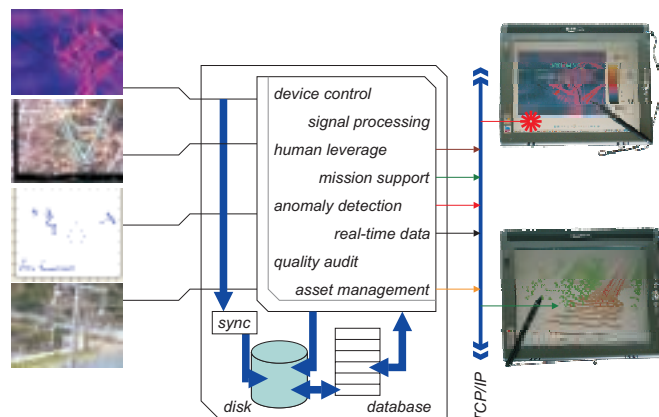 device control
signal processing
human leverage
mission support
anomaly detection
real-time data
quality audit
asset management
sync
disk
database
TCP/IP